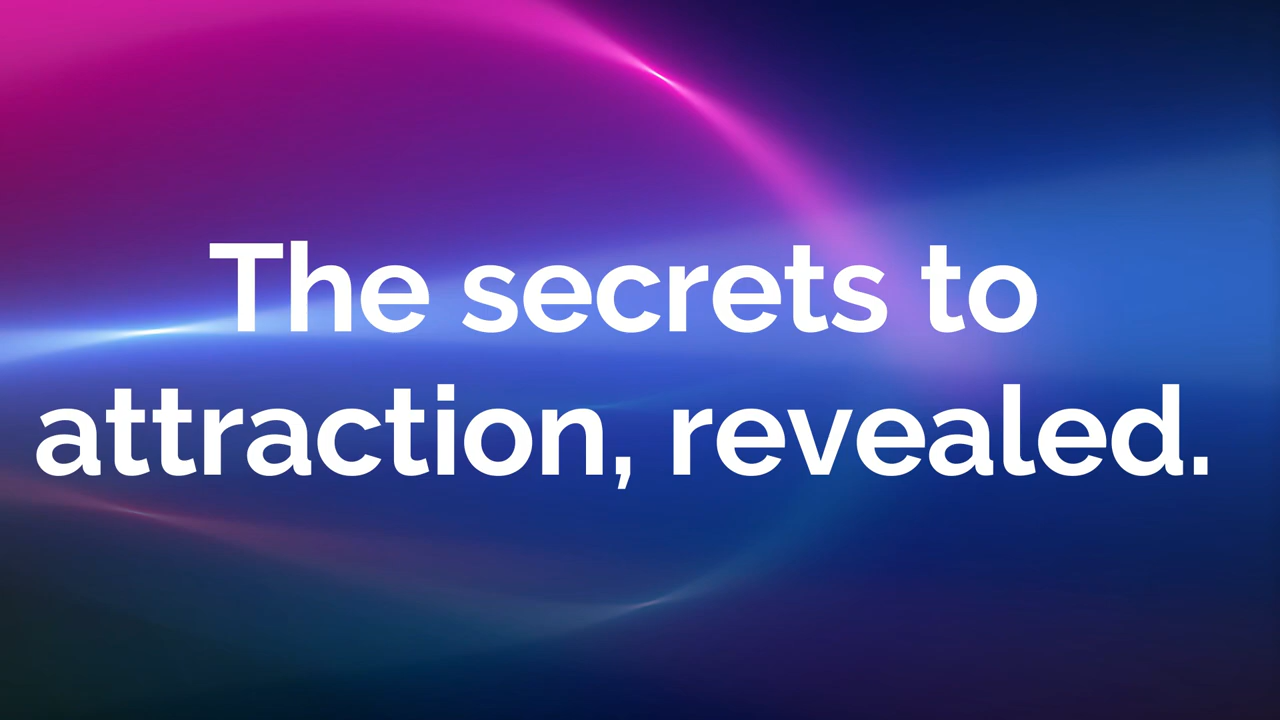 The secrets to
attraction, revealed.